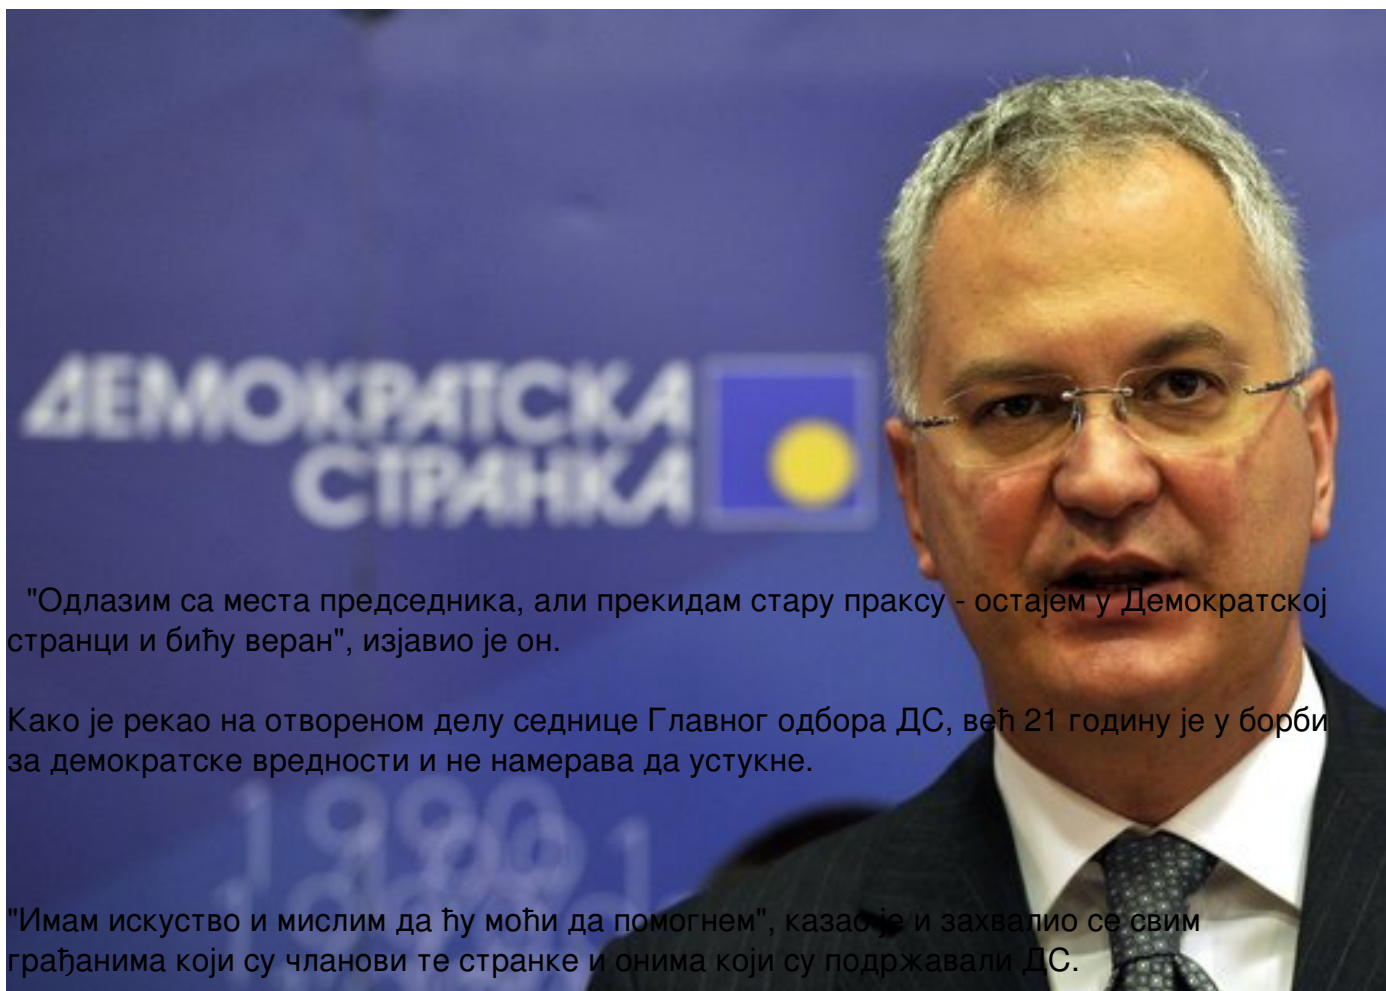 ДЕМОКРАТСКА
СТРАНКА
"Одлазим са места председника, али прекидам стару праксу - остајем у Демократској
странци и бићу веран", изјавио је он.
Како је рекао на отвореном делу седнице Главног одбора ДС, већ 21 годину је у борби
за демократске вредности и не намерава да устукне.
1990
"Имам искуство и мислим да ћу моћи да помогнем", казао је и захвалио се свим
грађанима који су чланови те странке и онима који су подржавали ДС.